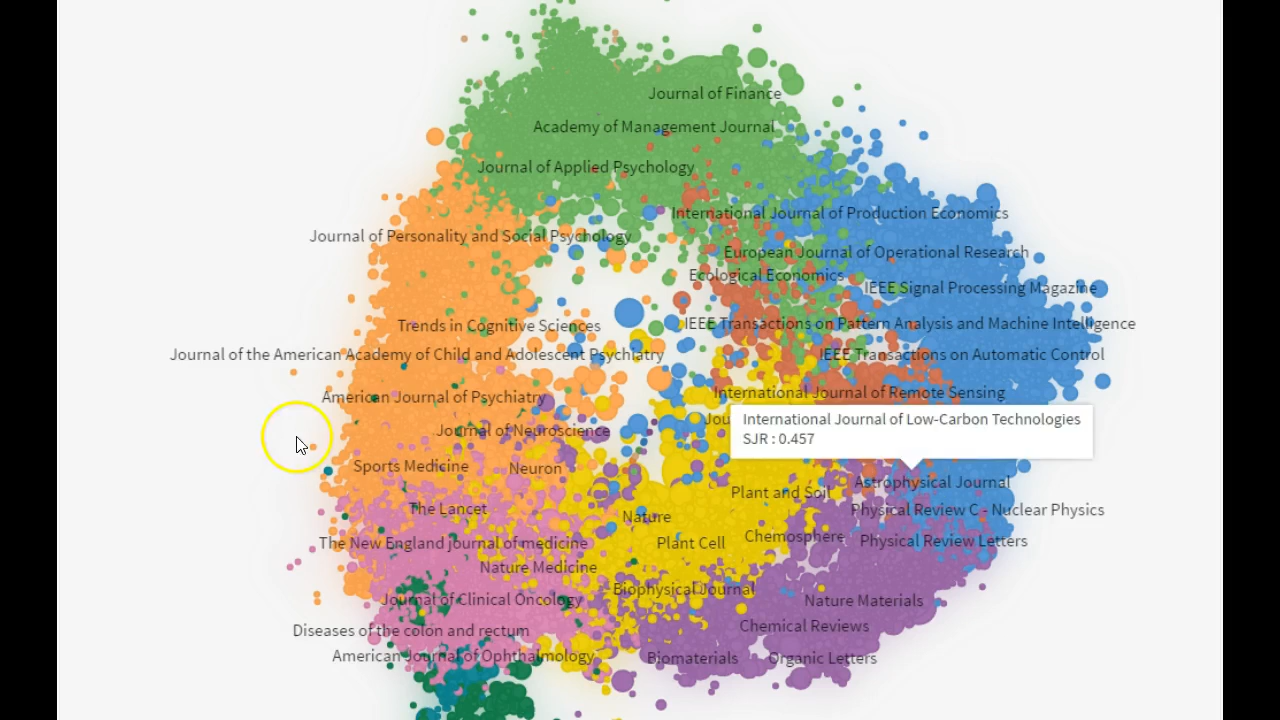 Journal of Finance
Academy of Management Journal
Journal of Applied Psychology
International Journal of Production Economics
Journal of Personality and Social Psychology
European Journal of Operational Research
Ecological Economics
IEEE Signal Processing Magazine
Trends in Cognitive Sciences
IEEE Transactions on Pattern Analysis and Machine Intelligence
Journal of the American Academy of Child and Adolescent Psychiatry
IEEE Transactions on Automatic Control
American Journal of Psychiatry
International Journal of Remote Sensing
Jou
International Journal of Low-Carbon Technologies
SJR : 0.457
Journal of Neuroscience
Sports Medicine
Neuron
Astrophysical Journal
Plant and Soil
The Lancet
Nature
Physical Review C - Nuclear Physics
The New England journal of medicine
Plant Cell
Chemosphere
Physical Review Letters
Nature Medicine
Biophysical Journal
Journal of Clinical Oncology
Nature Materials
Diseases of the colon and rectum
Chemical Reviews
American Journal of Ophthalmology
Biomaterials
Organic Letters